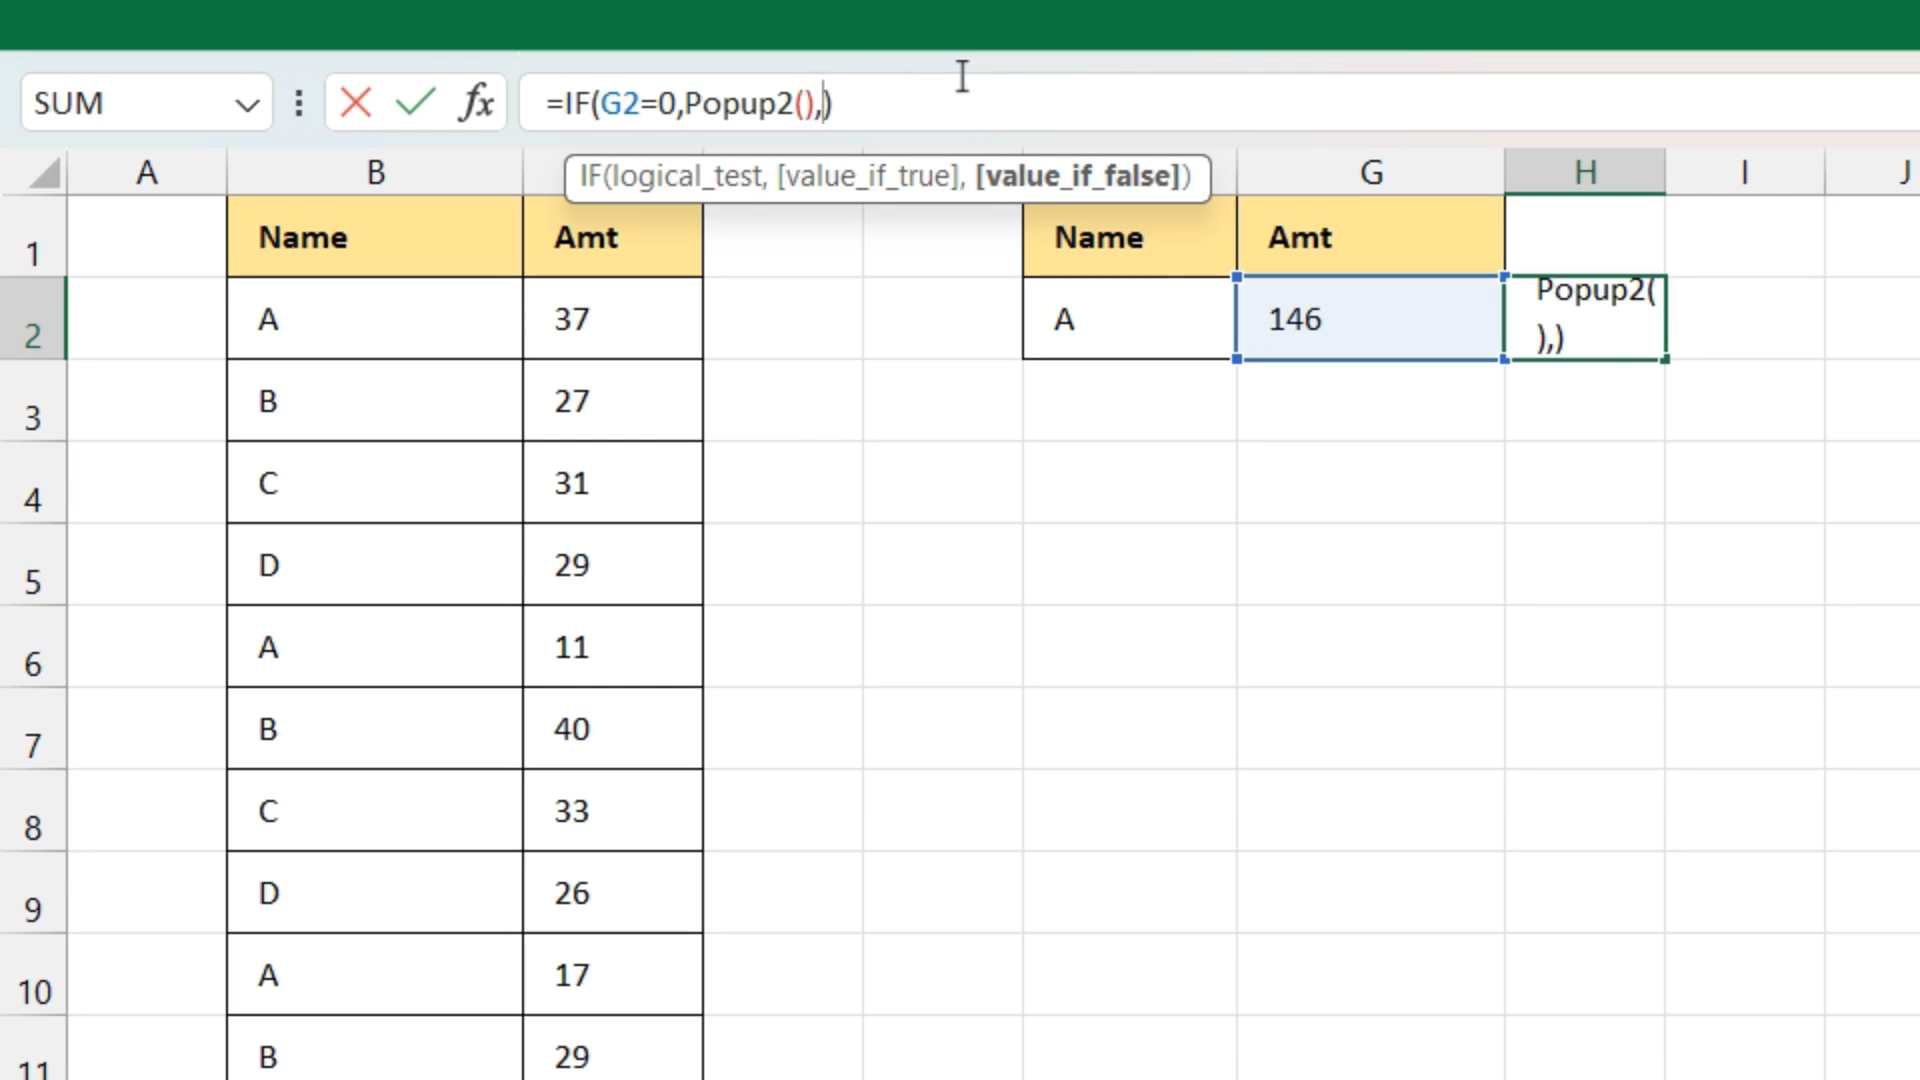 SUM fx =IF(G2=0,Popup2(),)
IF(logical_test, [value_if_true], [value_if_false])
A B G H I J
1 Name Amt Name Amt
2 A 37 A 146 Popup2(
),)
3 B 27
4 C 31
5 D 29
6 A 11
7 B 40
8 C 33
9 D 26
10 A 17
11 B 29